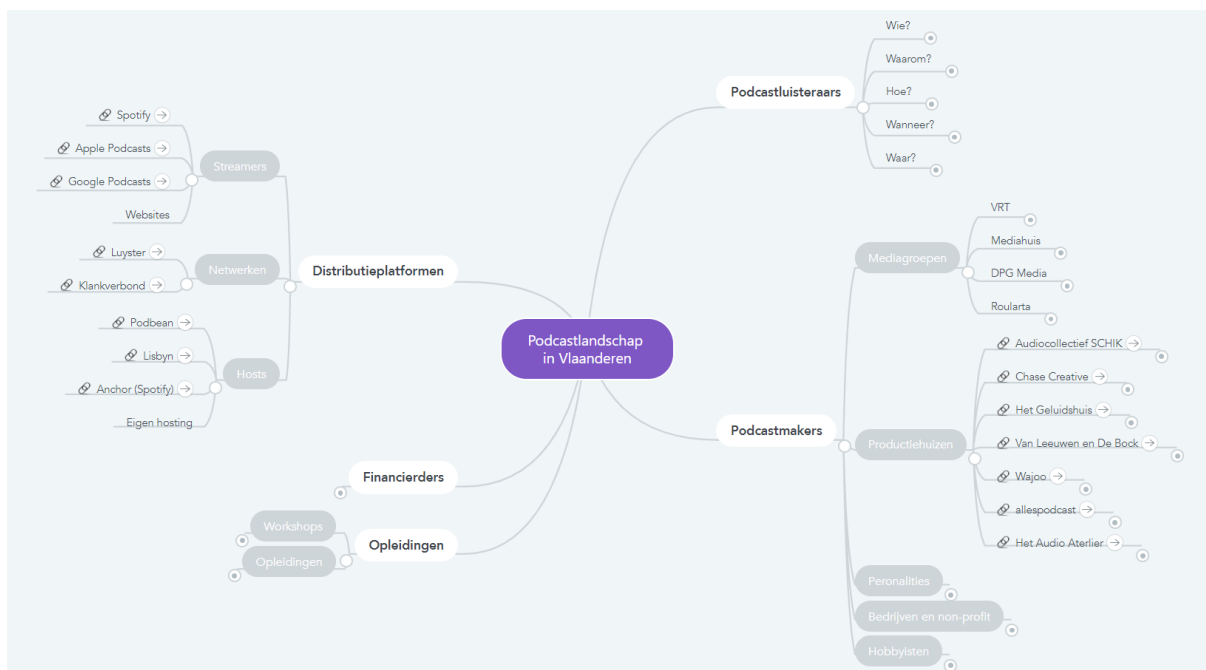 Podcastlandschap
in Vlaanderen
Podcastluisteraars
Wie?
Waarom?
Hoe?
Wanneer?
Waar?
Podcastmakers
Mediagroepen
VRT
Mediahuis
DPG Media
Roularta
Productiehuizen
Audiocollectief SCHIK
Chase Creative
Het Geluidshuis
Van Leeuwen en De Bock
Wajoo
allespodcast
Het Audio Aterlier
Peronalities
Bedrijven en non-profit
Hobbyisten
Distributieplatformen
Streamers
Spotify
Apple Podcasts
Google Podcasts
Websites
Netwerken
Luyster
Klankverbond
Hosts
Podbean
Lisbyn
Anchor (Spotify)
Eigen hosting
Financierders
Opleidingen
Workshops
Opleidingen